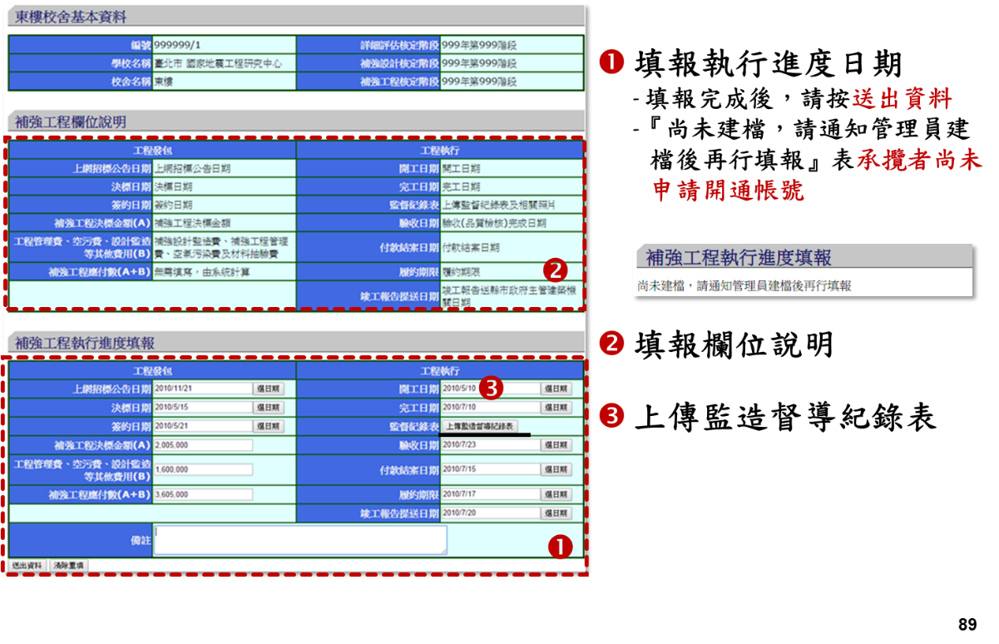 東樓校舍基本資料
編號 999999/1 詳細評估核定階段 999年第999階段
學校名稱 臺北市 國家地震工程研究中心 補強設計核定階段 999年第999階段
校舍名稱 東樓 補強工程核定階段 999年第999階段
補強工程欄位說明
工程發包 工程執行
上網招標公告日期 上網招標公告日期 開工日期 開工日期
決標日期 決標日期 完工日期 完工日期
簽約日期 簽約日期 監督紀錄表 上傳監督紀錄表及相關照片
補強工程決標金額(A) 補強工程決標金額 驗收日期 驗收(品質檢核)完成日期
工程管理費、空污費、設計監造 補強設計監造費、補強工程管理
等其他費用(B) 費、空氣污染費及材料抽驗費 付款結案日期 付款結案日期
補強工程應付數(A+B) 無需填寫，由系統計算 履約期限 履約期限
❷
竣工報告提送日期 竣工報告送縣市政府主管建築機
關日期
補強工程執行進度填報
工程發包 工程執行
上網招標公告日期 2010/11/21 選日期 開工日期 2010/5/10 ❸ 選日期
決標日期 2010/5/15 選日期 完工日期 2010/7/10 選日期
簽約日期 2010/5/21 選日期 監督紀錄表 上傳監造督導紀錄表
補強工程決標金額(A) 2,005,000 驗收日期 2010/7/23 選日期
工程管理費、空污費、設計監造
等其他費用(B) 1,600,000 付款結案日期 2010/7/15 選日期
補強工程應付數(A+B) 3,605,000 履約期限 2010/7/17 選日期
竣工報告提送日期 2010/7/20 選日期
備註
❶
送出資料 清除重填
❶ 填報執行進度日期
-填報完成後，請按送出資料
-『尚未建檔，請通知管理員建
檔後再行填報』表承攬者尚未
申請開通帳號
補強工程執行進度填報
尚未建檔，請通知管理員建檔後再行填報
❷ 填報欄位說明
❸ 上傳監造督導紀錄表
89